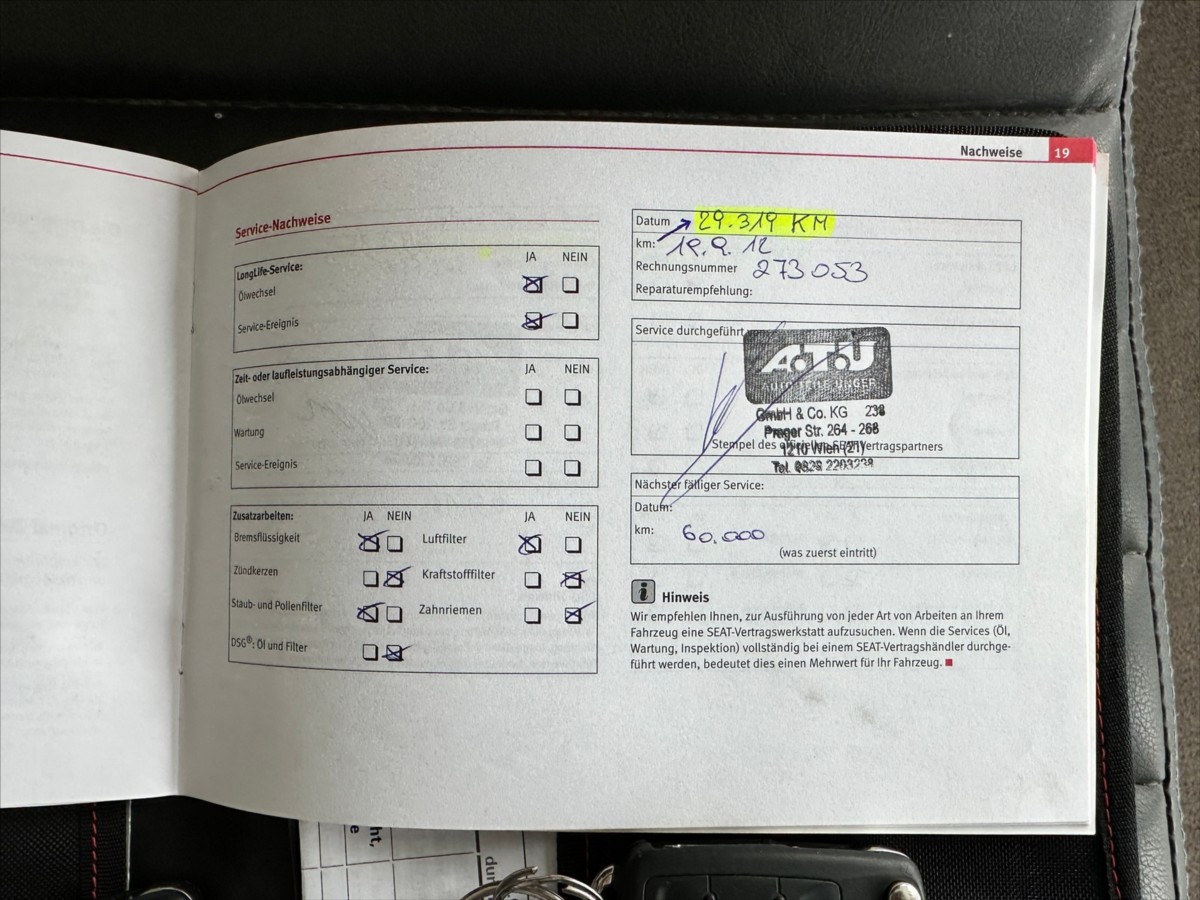 Nachweise 19
Service-Nachweise
LongLife-Service: JA NEIN
Ölwechsel
Service-Ereignis
Zeit- oder laufleistungsabhängiger Service: JA NEIN
Ölwechsel
Wartung
Service-Ereignis
Zusatzarbeiten: JA NEIN JA NEIN
Bremsflüssigkeit Luftfilter
Zündkerzen Kraftstofffilter
Staub- und Pollenfilter Zahnriemen
DSG®: Öl und Filter
Datum 29.319 KM
km: 19.9.12
Rechnungsnummer 273053
Reparaturempfehlung:
Service durchgeführt
A.T.U
AUTOTEILE UNGER
GmbH & Co. KG 238
Prager Str. 264 - 268
1210 Wien (21)
Stempel des offiziellen SEAT-Vertragspartners
Tel. 0828 2203238
Nächster fälliger Service:
Datum:
km: 60.000
(was zuerst eintritt)
i Hinweis
Wir empfehlen Ihnen, zur Ausführung von jeder Art von Arbeiten an Ihrem
Fahrzeug eine SEAT-Vertragswerkstatt aufzusuchen. Wenn die Services (Öl,
Wartung, Inspektion) vollständig bei einem SEAT-Vertragshändler durchge-
führt werden, bedeutet dies einen Mehrwert für Ihr Fahrzeug.